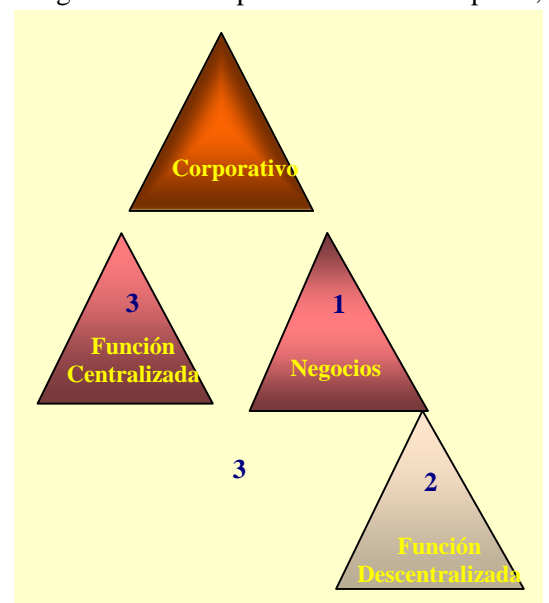 Corporativo
3
Función
Centralizada
1
Negocios
3
2
Función
Descentralizada